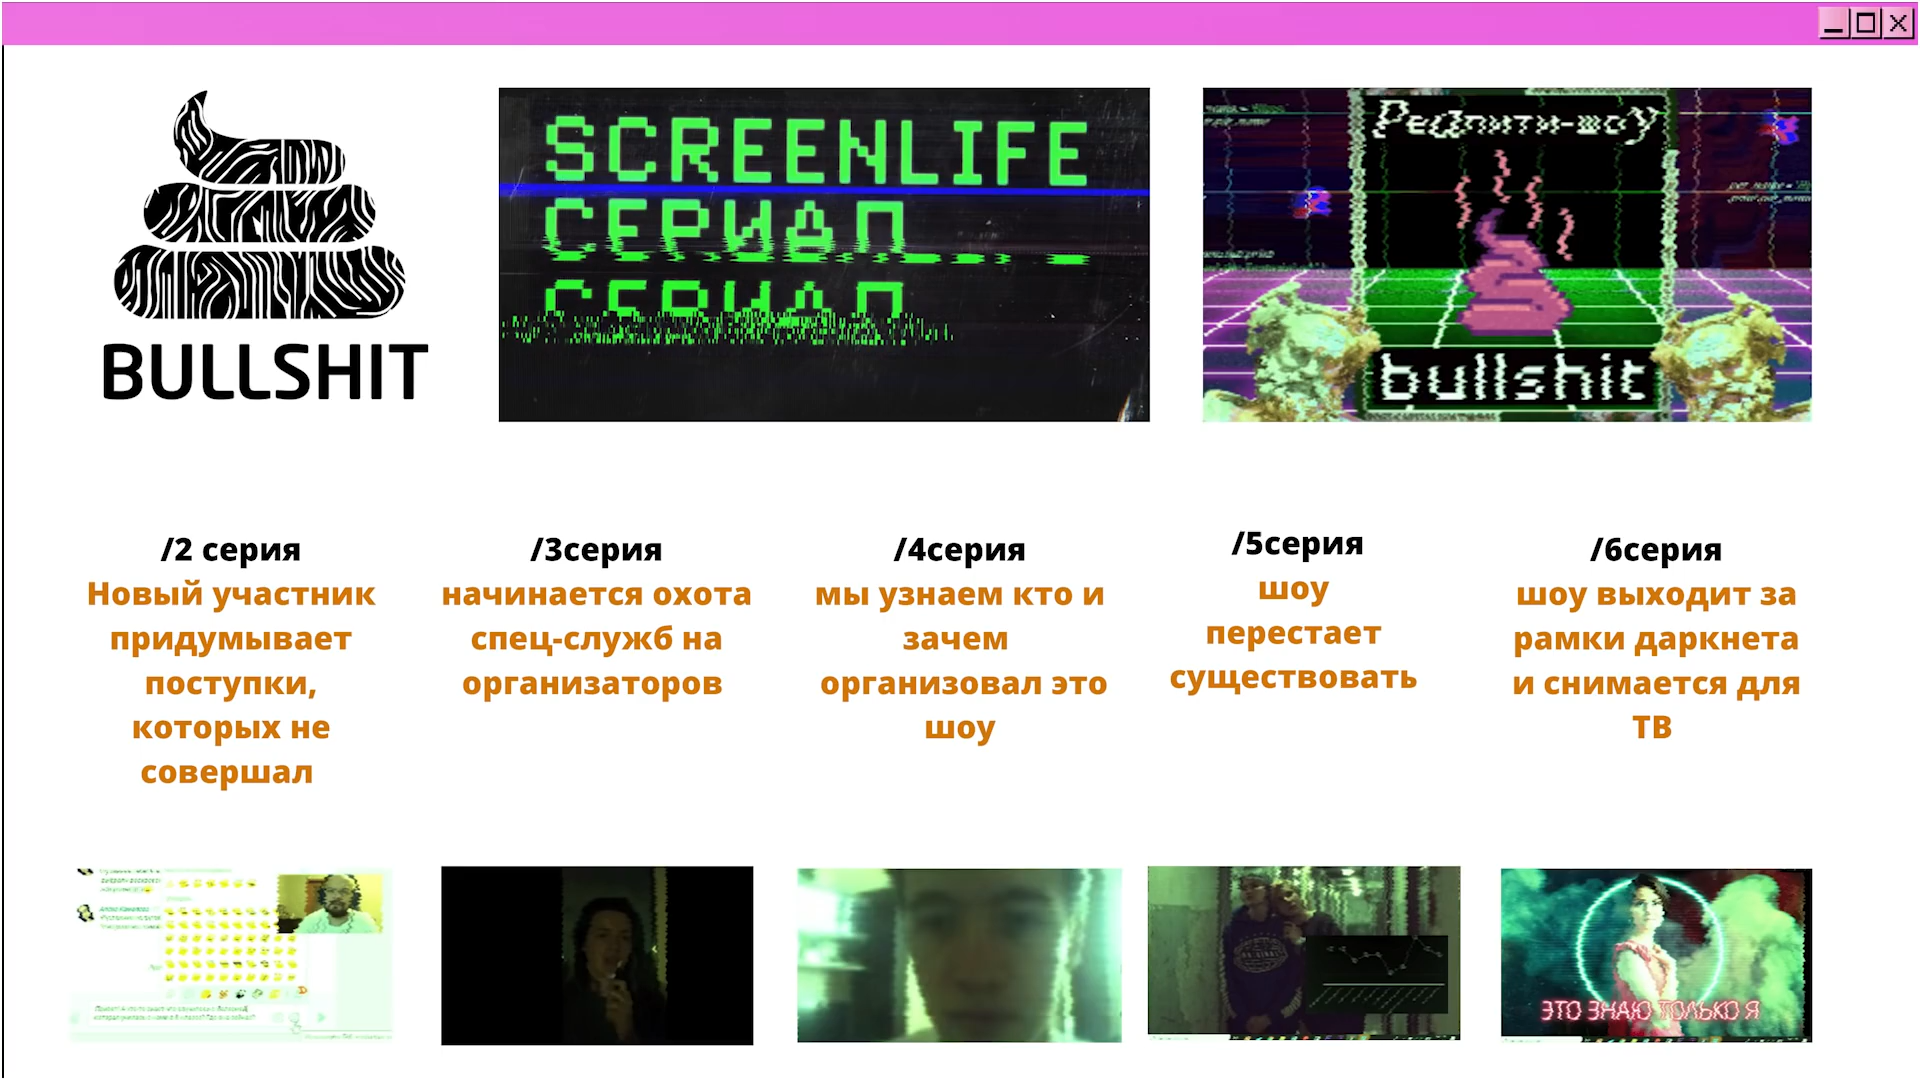 BULLSHIT
SCREENLIFE
СЕРИАЛ
СЕРИАЛ
Реалити-шоу
bullshit
/2 серия
Новый участник
придумывает
поступки,
которых не
совершал
/3серия
начинается охота
спец-служб на
организаторов
/4серия
мы узнаем кто и
зачем
организовал это
шоу
/5серия
шоу
перестает
существовать
/6серия
шоу выходит за
рамки даркнета
и снимается для
ТВ
ЭТО ЗНАЮ ТОЛЬКО Я